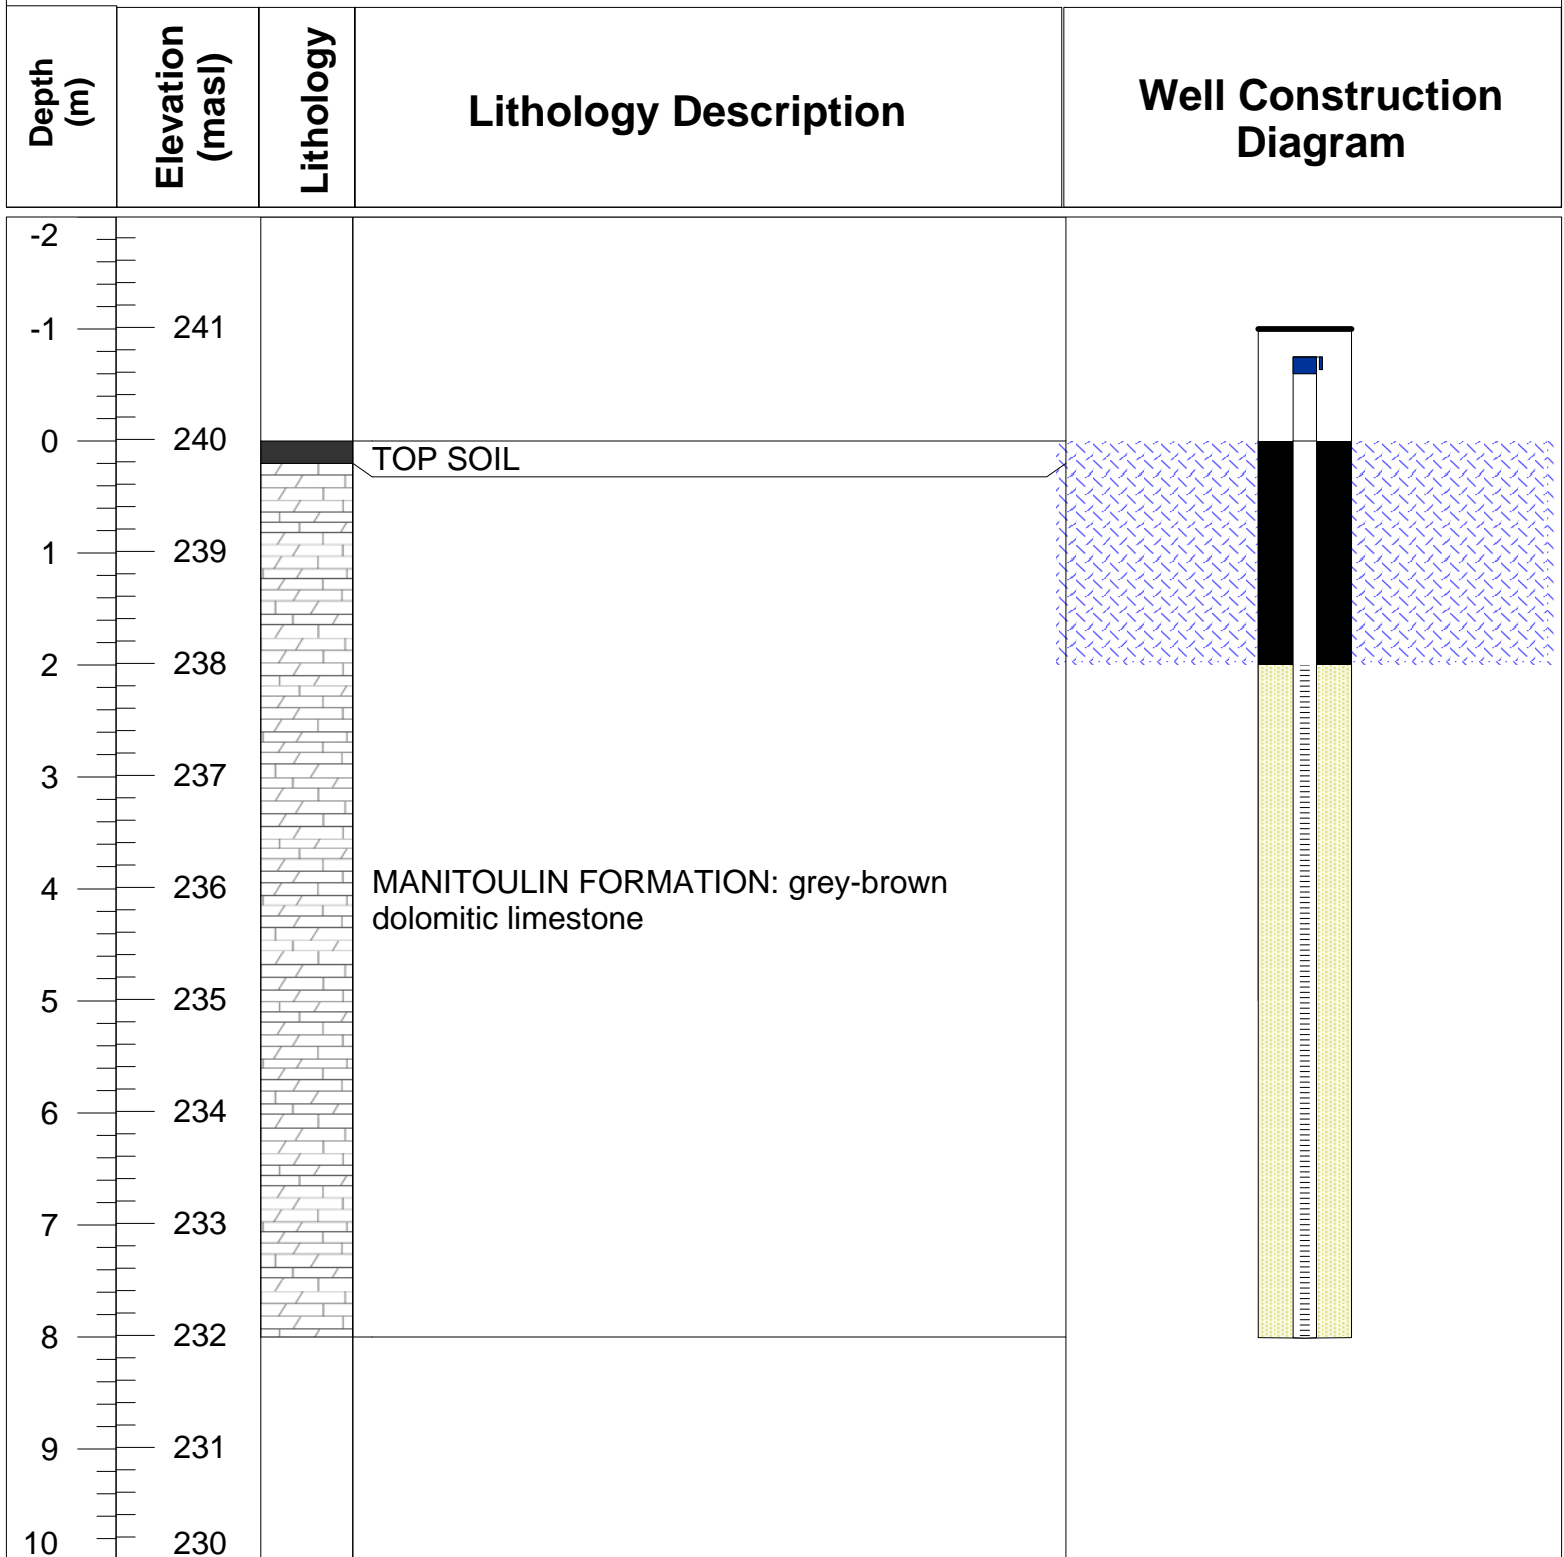 Depth
(m)
Elevation
(masl)
Lithology
Lithology Description
Well Construction
Diagram
-2
-1 241
0 240
TOP SOIL
1 239
2 238
3 237
4 236
MANITOULIN FORMATION: grey-brown
dolomitic limestone
5 235
6 234
7 233
8 232
9 231
10 230